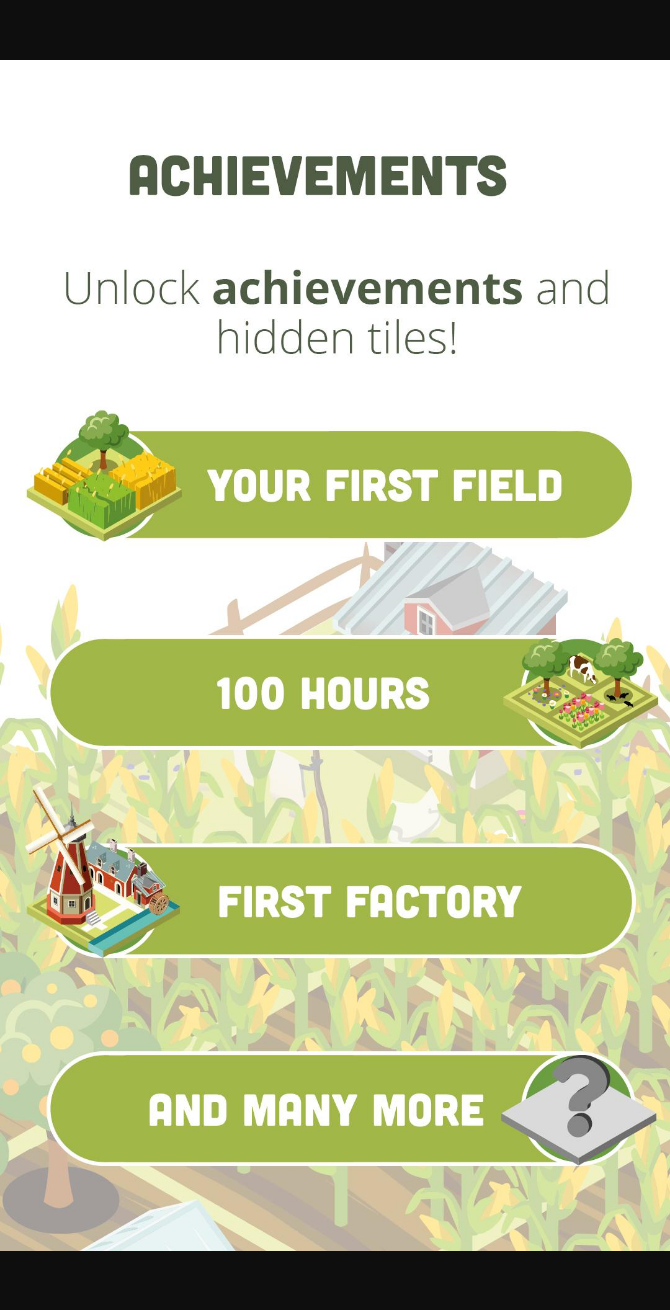 ACHIEVEMENTS
Unlock achievements and
hidden tiles!
YOUR FIRST FIELD
100 HOURS
FIRST FACTORY
AND MANY MORE
?